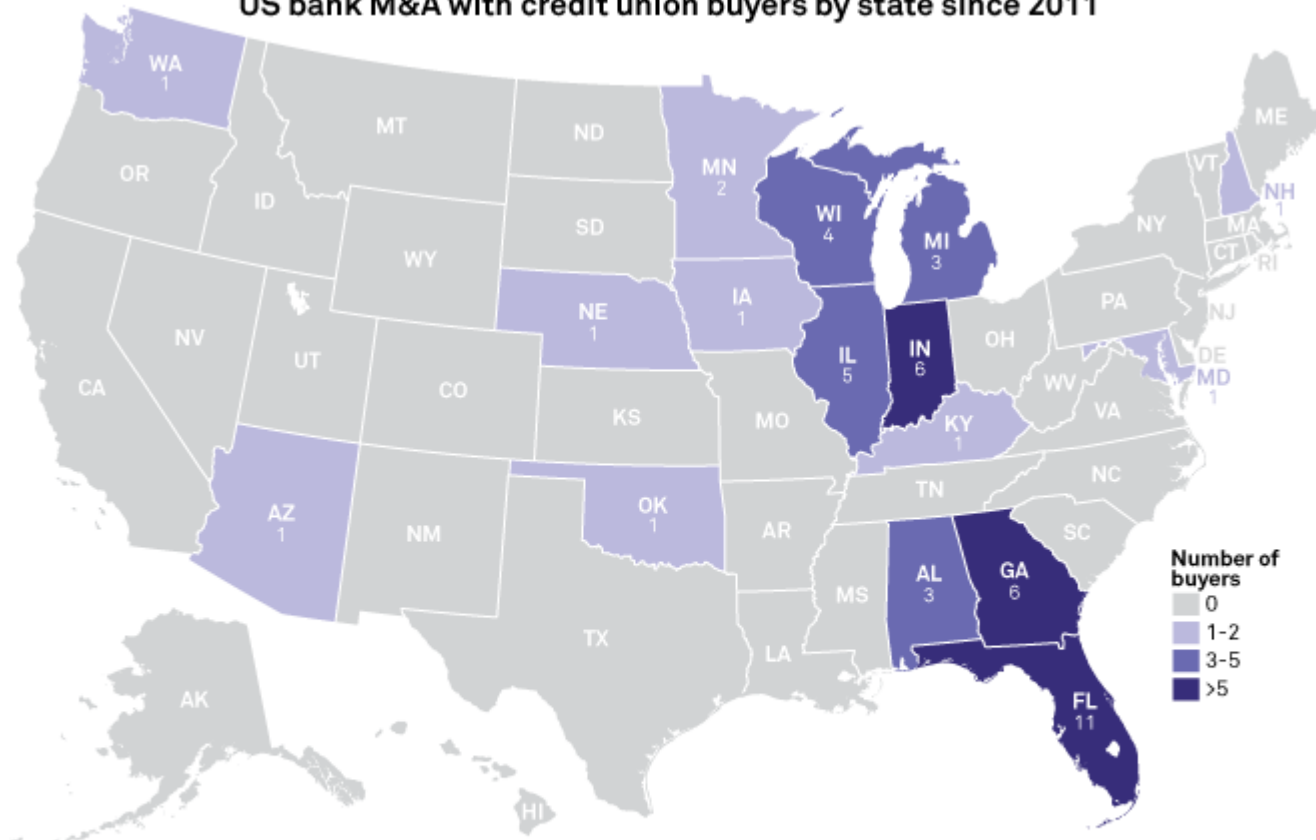 US bank M&A with credit union buyers by state since 2011
WA
1
MT
ND
MN
2
OR
ID
SD
WI
4
MI
3
WY
NE
1
IA
1
NV
UT
CA
CO
KS
MO
IL
5
IN
6
OH
KY
1
WV
VA
PA
NY
VT
ME
NH
1
MA
CT
RI
NJ
DE
MD
1
AZ
1
NM
OK
1
AR
TN
NC
SC
MS
AL
3
GA
6
TX
LA
FL
11
AK
HI
Number of
buyers
0
1-2
3-5
>5